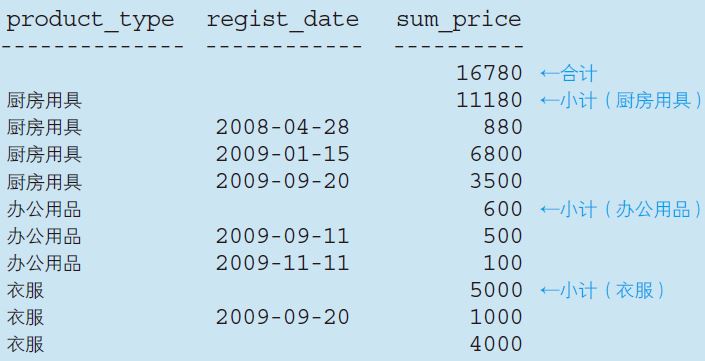 product_type regist_date sum_price
-------------- ------------ ----------
16780 ←合计
厨房用具 11180 ←小计（厨房用具）
厨房用具 2008-04-28 880
厨房用具 2009-01-15 6800
厨房用具 2009-09-20 3500
办公用品 600 ←小计（办公用品）
办公用品 2009-09-11 500
办公用品 2009-11-11 100
衣服 5000 ←小计（衣服）
衣服 2009-09-20 1000
衣服 4000